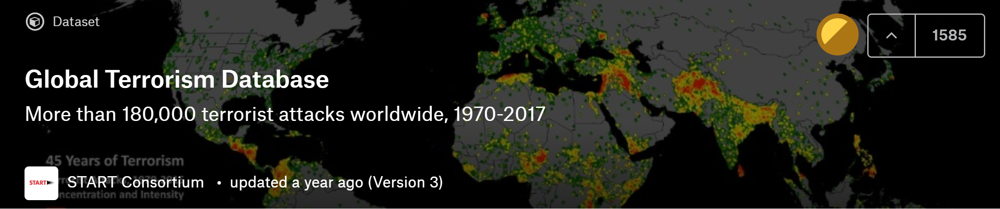 Dataset
1585
Global Terrorism Database
More than 180,000 terrorist attacks worldwide, 1970-2017
45 Years of Terrorism
START
START Consortium • updated a year ago (Version 3)
ncentration and Intensity